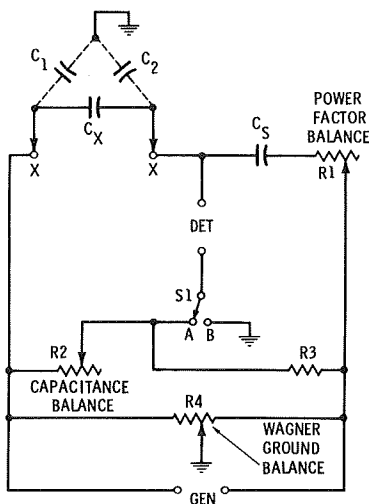 C1
C2
CX
POWER
FACTOR
BALANCE
CS
R1
X
X
DET
S1
A
B
R2
R3
CAPACITANCE
BALANCE
R4
WAGNER
GROUND
BALANCE
GEN